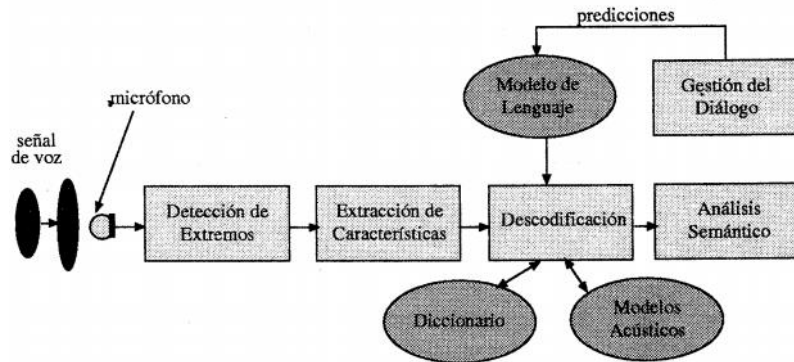 predicciones
Modelo de
Lenguaje
Gestión del
Diálogo
micrófono
señal
de voz
Detección de
Extremos
Extracción de
Características
Descodificación
Análisis
Semántico
Diccionario
Modelos
Acústicos